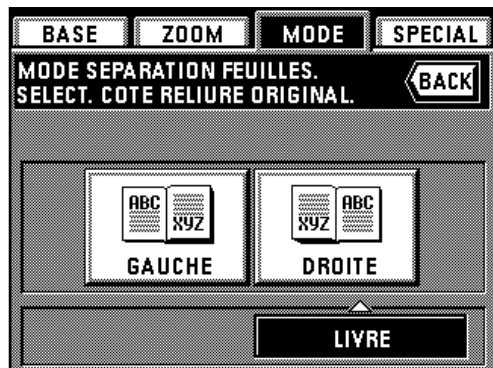 BASE ZOOM MODE SPECIAL
MODE SEPARATION FEUILLES.
SELECT. COTE RELIURE ORIGINAL.
BACK
ABC XYZ
GAUCHE
XYZ ABC
DROITE
LIVRE